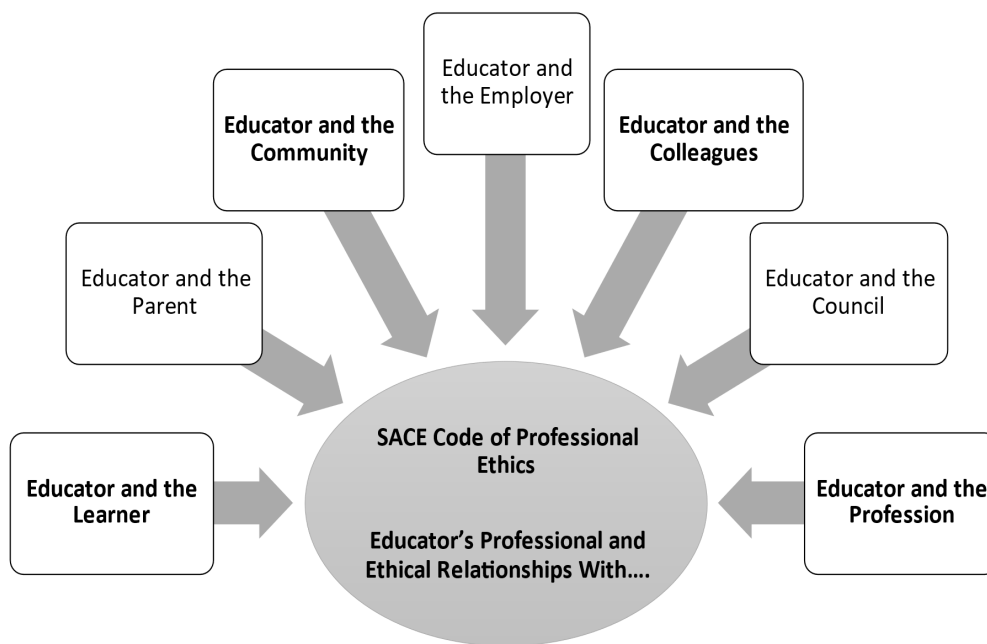 Educator and
the Employer
Educator and the
Community
Educator and the
Colleagues
Educator and the
Parent
Educator and the
Council
Educator and the
Learner
SACE Code of Professional
Ethics
Educator’s Professional and
Ethical Relationships With….
Educator and the
Profession